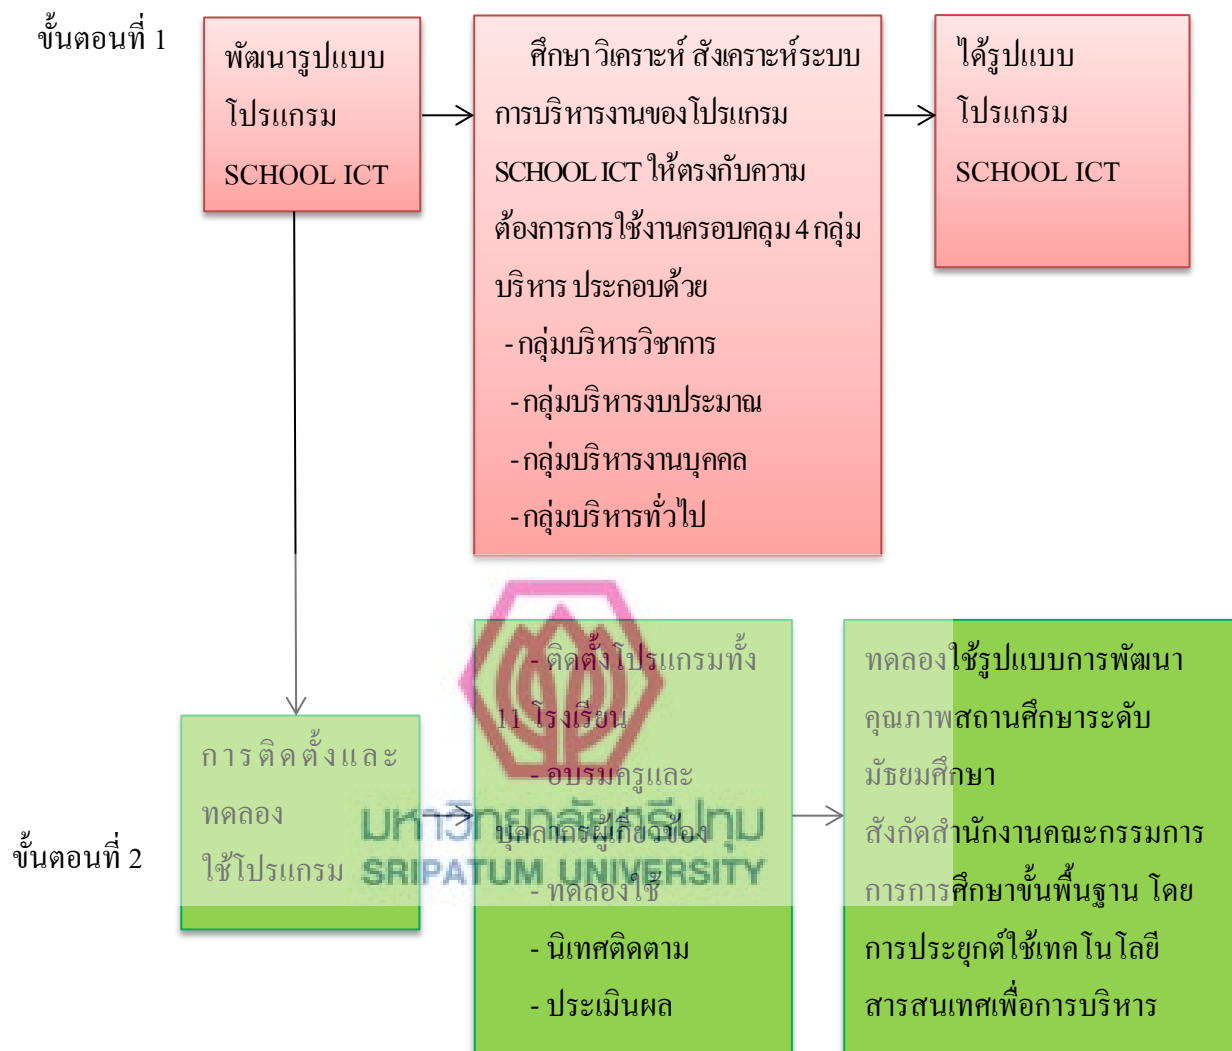 ขั้นตอนที่ 1
พัฒนารูปแบบ
โปรแกรม
SCHOOL ICT
ศึกษา วิเคราะห์ สังเคราะห์ระบบ
การบริหารงานของโปรแกรม
SCHOOL ICT ให้ตรงกับความ
ต้องการการใช้งานครอบคลุม 4 กลุ่ม
บริหาร ประกอบด้วย
- กลุ่มบริหารวิชาการ
- กลุ่มบริหารงบประมาณ
- กลุ่มบริหารงานบุคคล
- กลุ่มบริหารทั่วไป
ได้รูปแบบ
โปรแกรม
SCHOOL ICT
ขั้นตอนที่ 2
การติดตั้งและ
ทดลอง
ใช้โปรแกรม
- ติดตั้งโปรแกรมทั้ง
11 โรงเรียน
- อบรมครูและ
บุคลากรผู้เกี่ยวข้อง
- ทดลองใช้
- นิเทศติดตาม
- ประเมินผล
ทดลองใช้รูปแบบการพัฒนา
คุณภาพสถานศึกษาระดับ
มัธยมศึกษา
สังกัดสำนักงานคณะกรรมการ
การการศึกษาขั้นพื้นฐาน โดย
การประยุกต์ใช้เทคโนโลยี
สารสนเทศเพื่อการบริหาร
มหาวิทยาลัยศรีปทุม
SRIPATUM UNIVERSITY